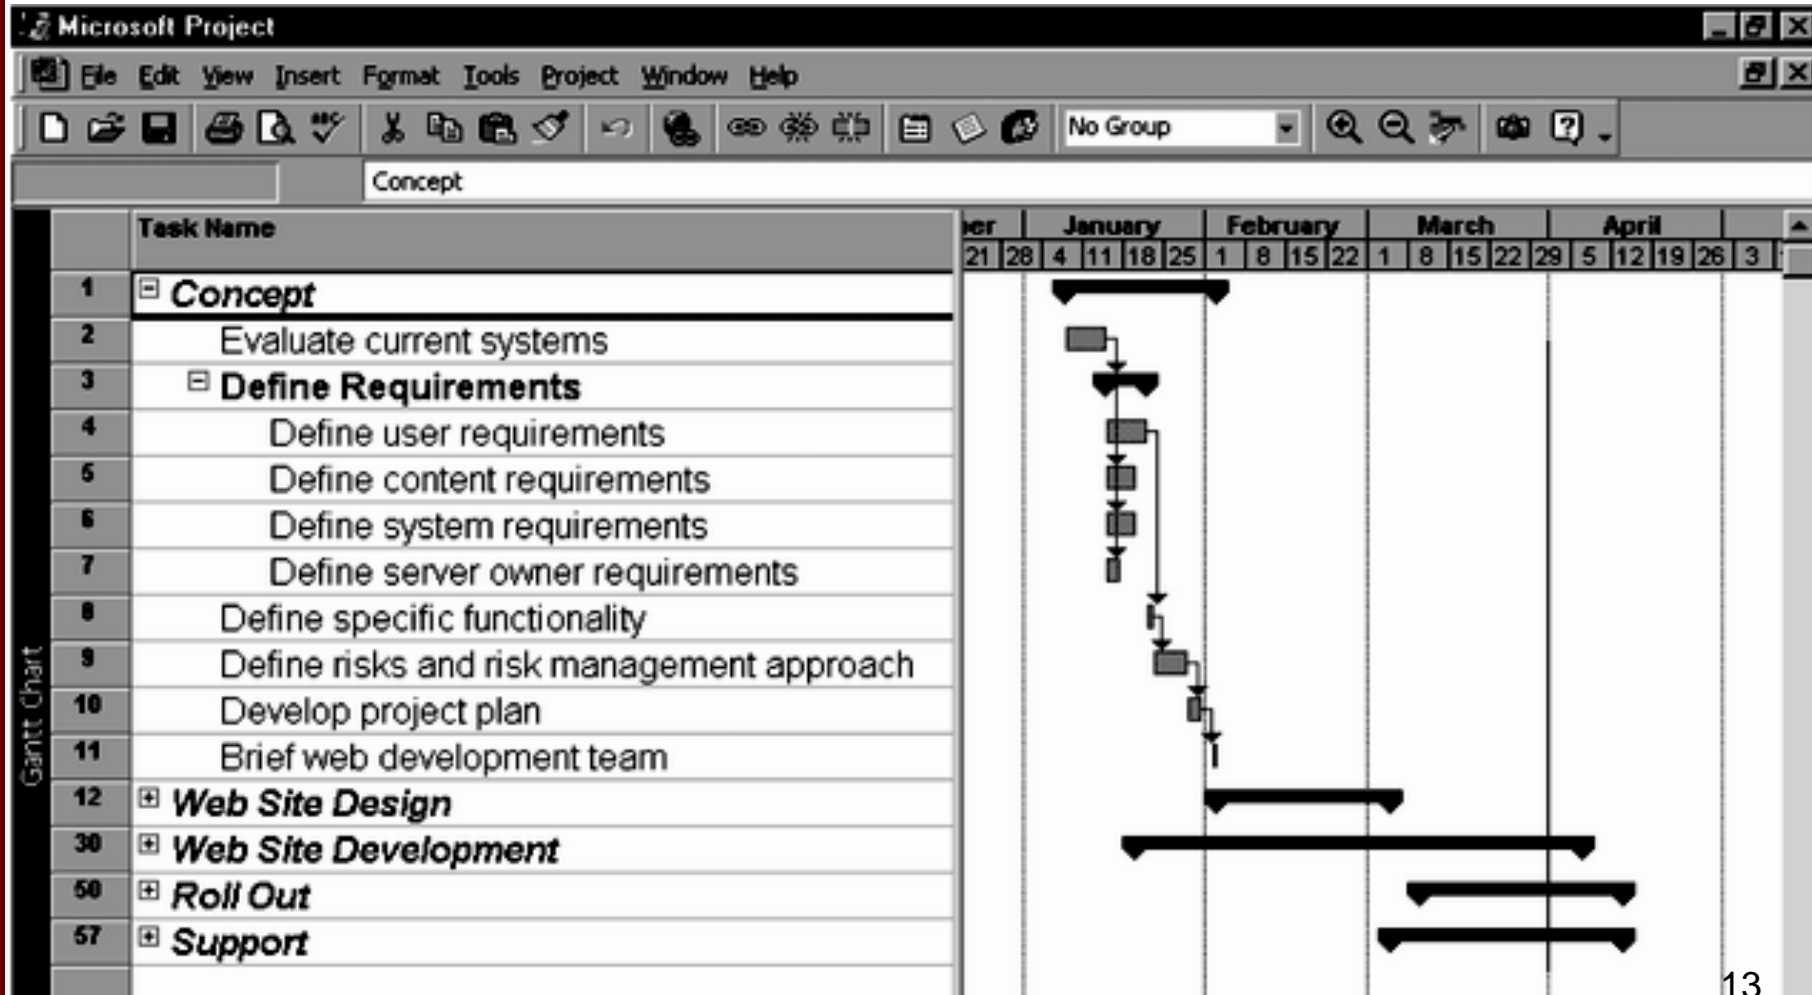 Microsoft Project
File Edit View Insert Format Tools Project Window Help
ABC No Group ?
Concept
Task Name ber January February March April
21 28 4 11 18 25 1 8 15 22 1 8 15 22 29 5 12 19 26 3
1 Concept
2 Evaluate current systems
3 Define Requirements
4 Define user requirements
5 Define content requirements
6 Define system requirements
7 Define server owner requirements
8 Define specific functionality
9 Define risks and risk management approach
10 Develop project plan
11 Brief web development team
12 Web Site Design
30 Web Site Development
50 Roll Out
57 Support
Gantt Chart
13